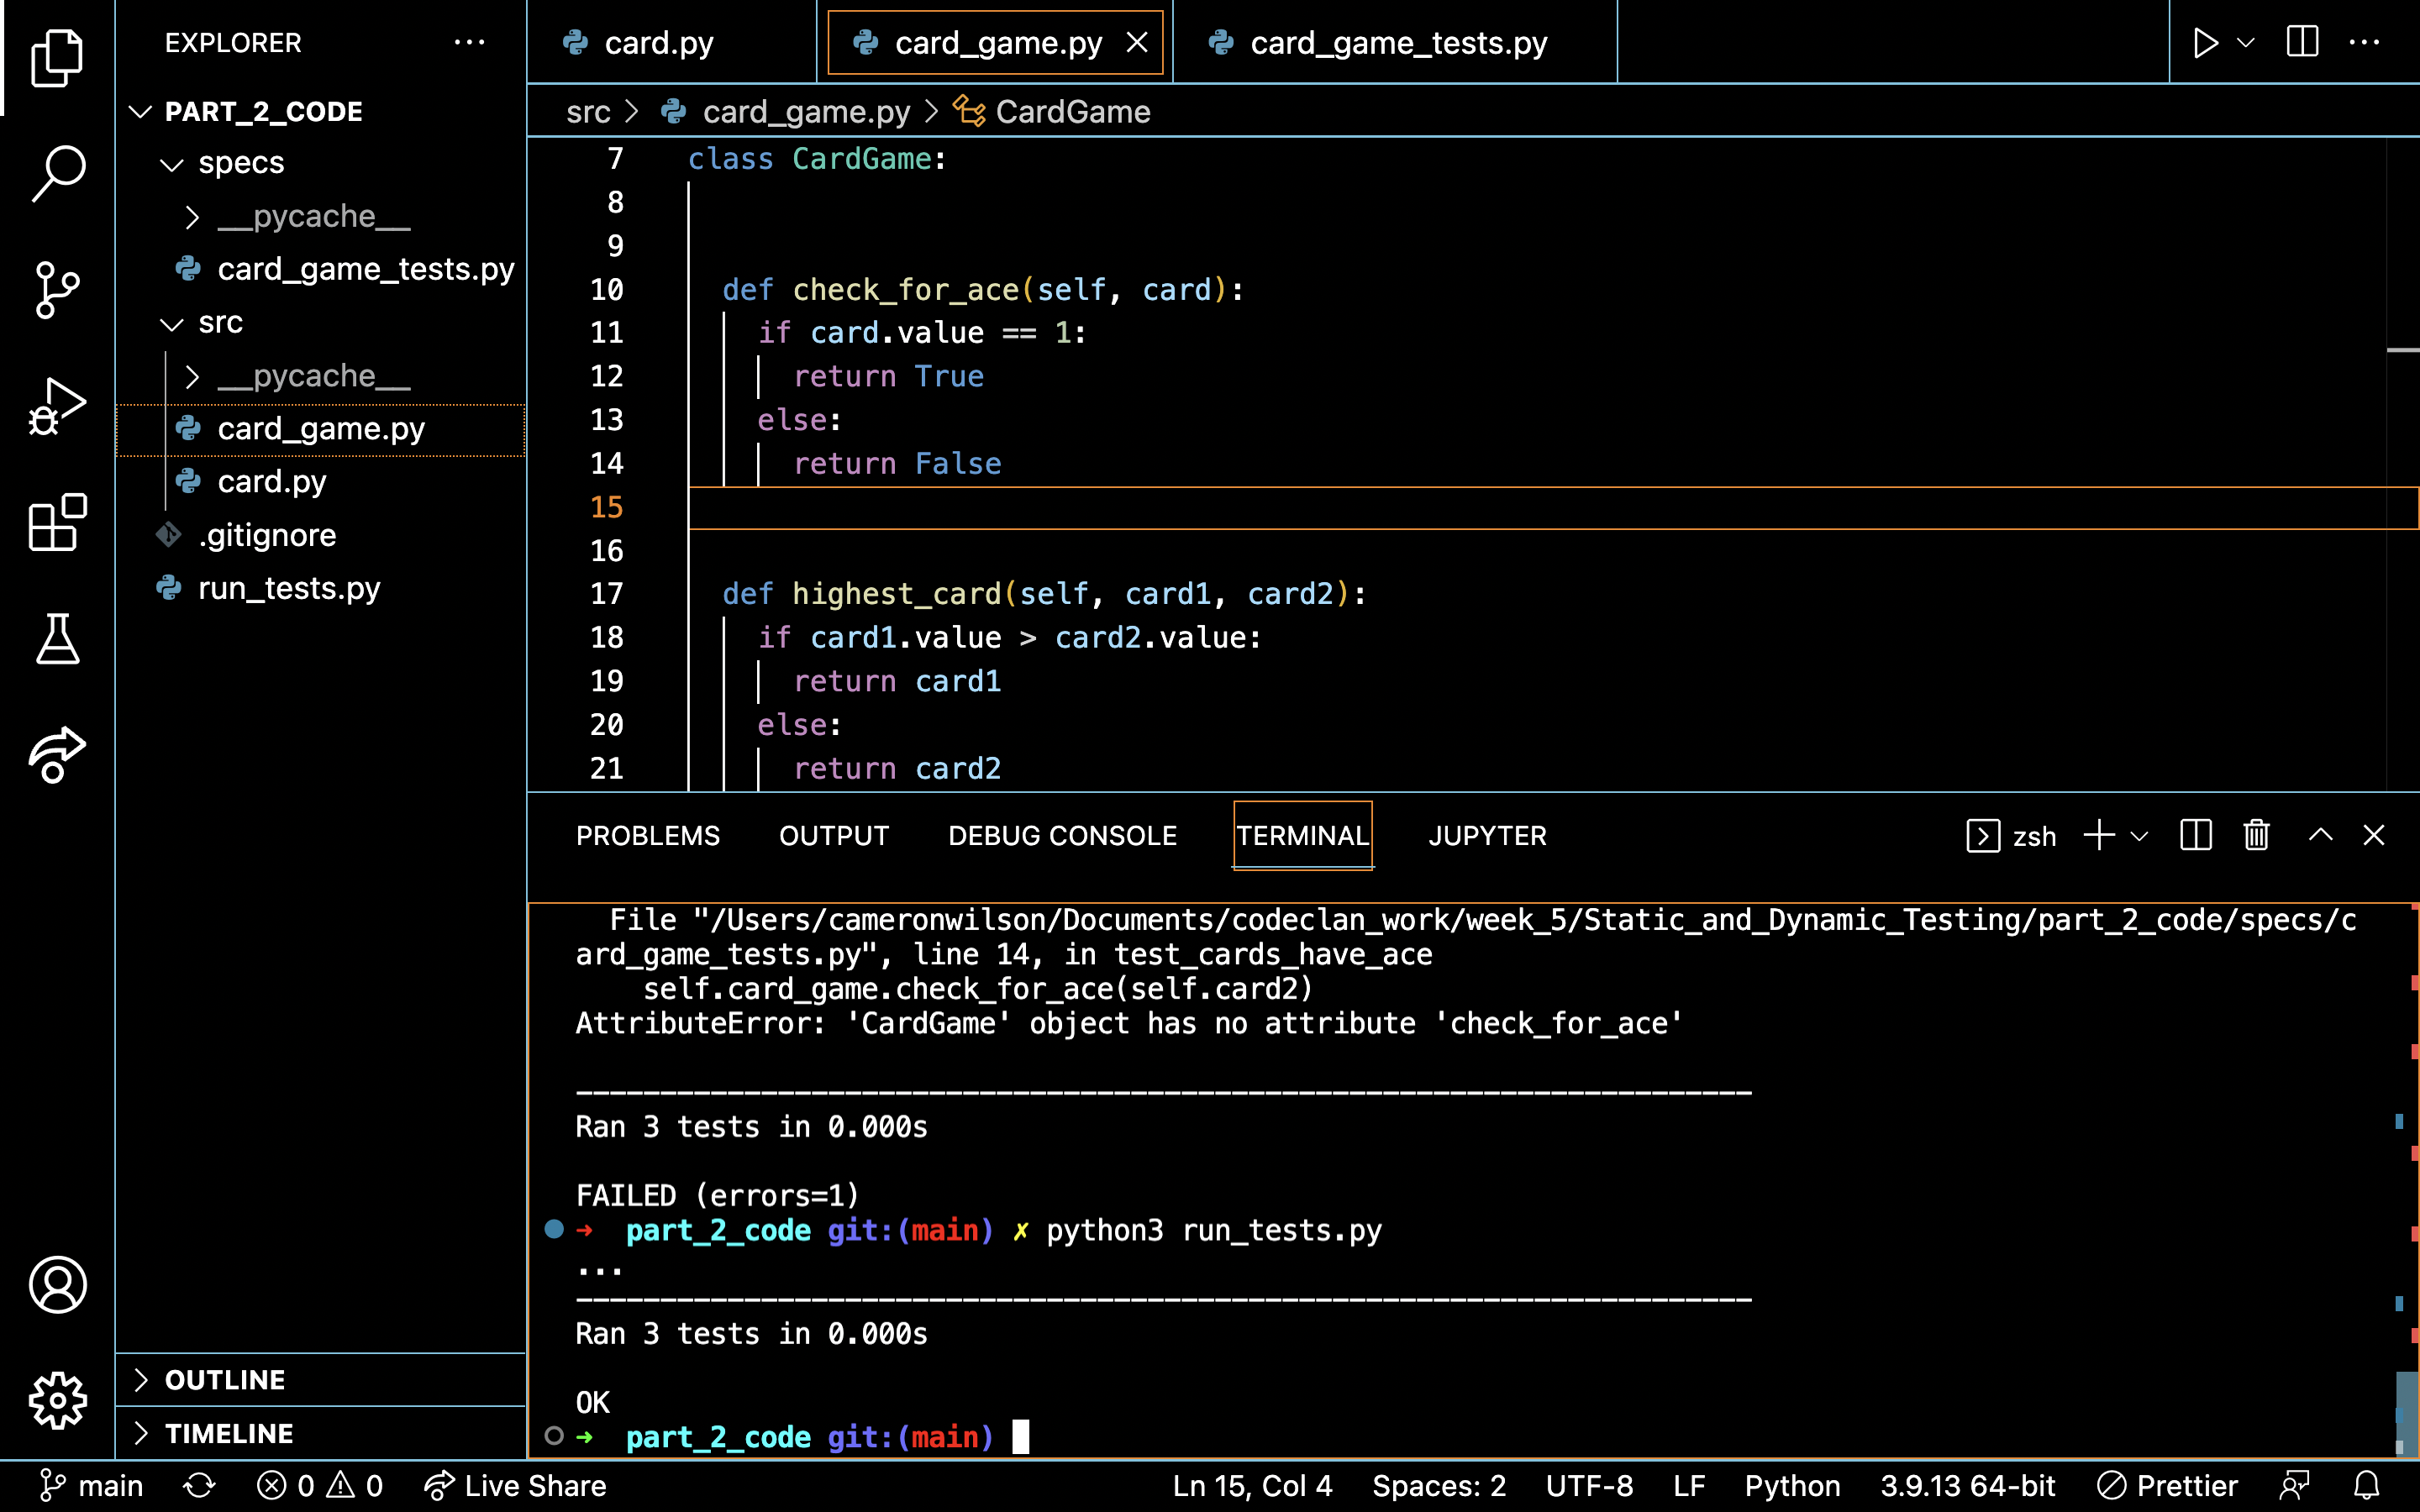 EXPLORER
PART_2_CODE
specs
__pycache__
card_game_tests.py
src
__pycache__
card_game.py
card.py
.gitignore
run_tests.py
OUTLINE
TIMELINE
card.py
card_game.py
card_game_tests.py
src > card_game.py > CardGame
7 class CardGame:
8
9
10 def check_for_ace(self, card):
11 if card.value == 1:
12 return True
13 else:
14 return False
15
16
17 def highest_card(self, card1, card2):
18 if card1.value > card2.value:
19 return card1
20 else:
21 return card2
PROBLEMS OUTPUT DEBUG CONSOLE TERMINAL JUPYTER
zsh
File "/Users/cameronwilson/Documents/codeclan_work/week_5/Static_and_Dynamic_Testing/part_2_code/specs/c
ard_game_tests.py", line 14, in test_cards_have_ace
self.card_game.check_for_ace(self.card2)
AttributeError: 'CardGame' object has no attribute 'check_for_ace'
----------------------------------------------------------------------
Ran 3 tests in 0.000s
FAILED (errors=1)
➜ part_2_code git:(main) ✗ python3 run_tests.py
...
----------------------------------------------------------------------
Ran 3 tests in 0.000s
OK
➜ part_2_code git:(main)
main 0 0 Live Share Ln 15, Col 4 Spaces: 2 UTF-8 LF Python 3.9.13 64-bit Prettier